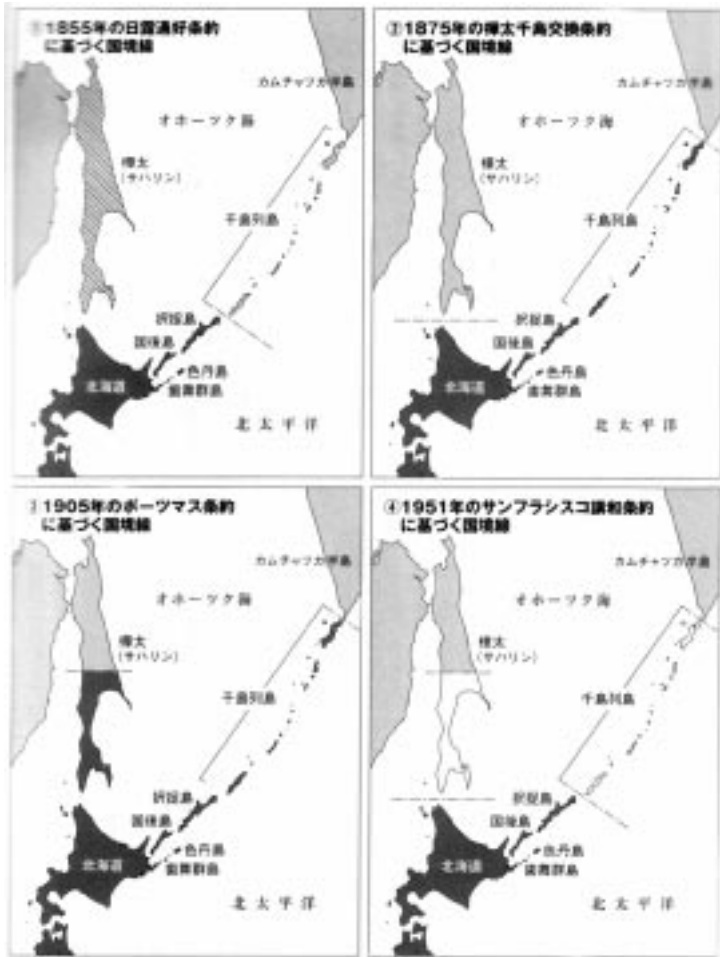 ①1855年の日露通好条約
に基づく国境線
カムチャツカ半島
オホーツク海
樺太
(サハリン)
千島列島
択捉島
国後島
色丹島
歯舞群島
北海道
北太平洋
②1875年の樺太千島交換条約
に基づく国境線
カムチャツカ半島
オホーツク海
樺太
(サハリン)
千島列島
択捉島
国後島
色丹島
歯舞群島
北海道
北太平洋
③1905年のポーツマス条約
に基づく国境線
カムチャツカ半島
オホーツク海
樺太
(サハリン)
千島列島
択捉島
国後島
色丹島
歯舞群島
北海道
北太平洋
④1951年のサンフラシスコ講和条約
に基づく国境線
カムチャツカ半島
オホーツク海
樺太
(サハリン)
千島列島
択捉島
国後島
色丹島
歯舞群島
北海道
北太平洋